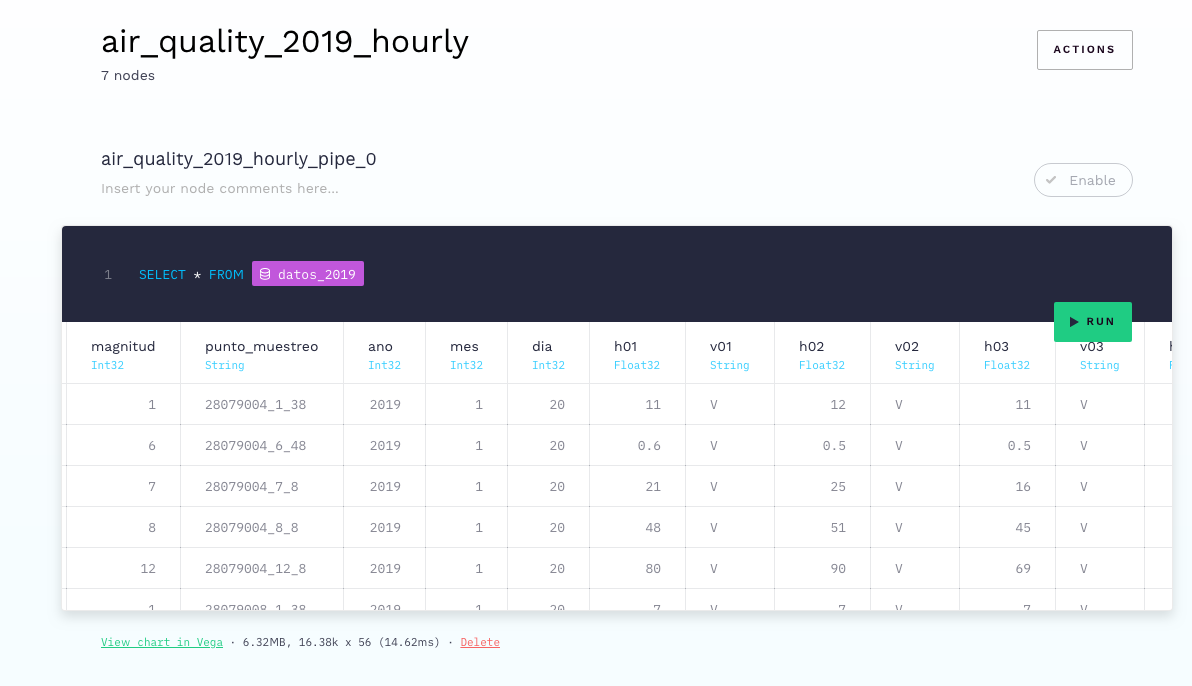 air_quality_2019_hourly
ACTIONS
7 nodes
air_quality_2019_hourly_pipe_0
Insert your node comments here...
Enable
1 SELECT * FROM datos_2019
RUN
magnitud punto_muestreo ano mes dia h01 v01 h02 v02 h03 v03
Int32 String Int32 Int32 Int32 Float32 String Float32 String Float32 String
1 28079004_1_38 2019 1 20 11 V 12 V 11 V
6 28079004_6_48 2019 1 20 0.6 V 0.5 V 0.5 V
7 28079004_7_8 2019 1 20 21 V 25 V 16 V
8 28079004_8_8 2019 1 20 48 V 51 V 45 V
12 28079004_12_8 2019 1 20 80 V 90 V 69 V
1 28079008_1_38 2019 1 20 7 V 7 V 7 V
View chart in Vega · 6.32MB, 16.38k x 56 (14.62ms) · Delete